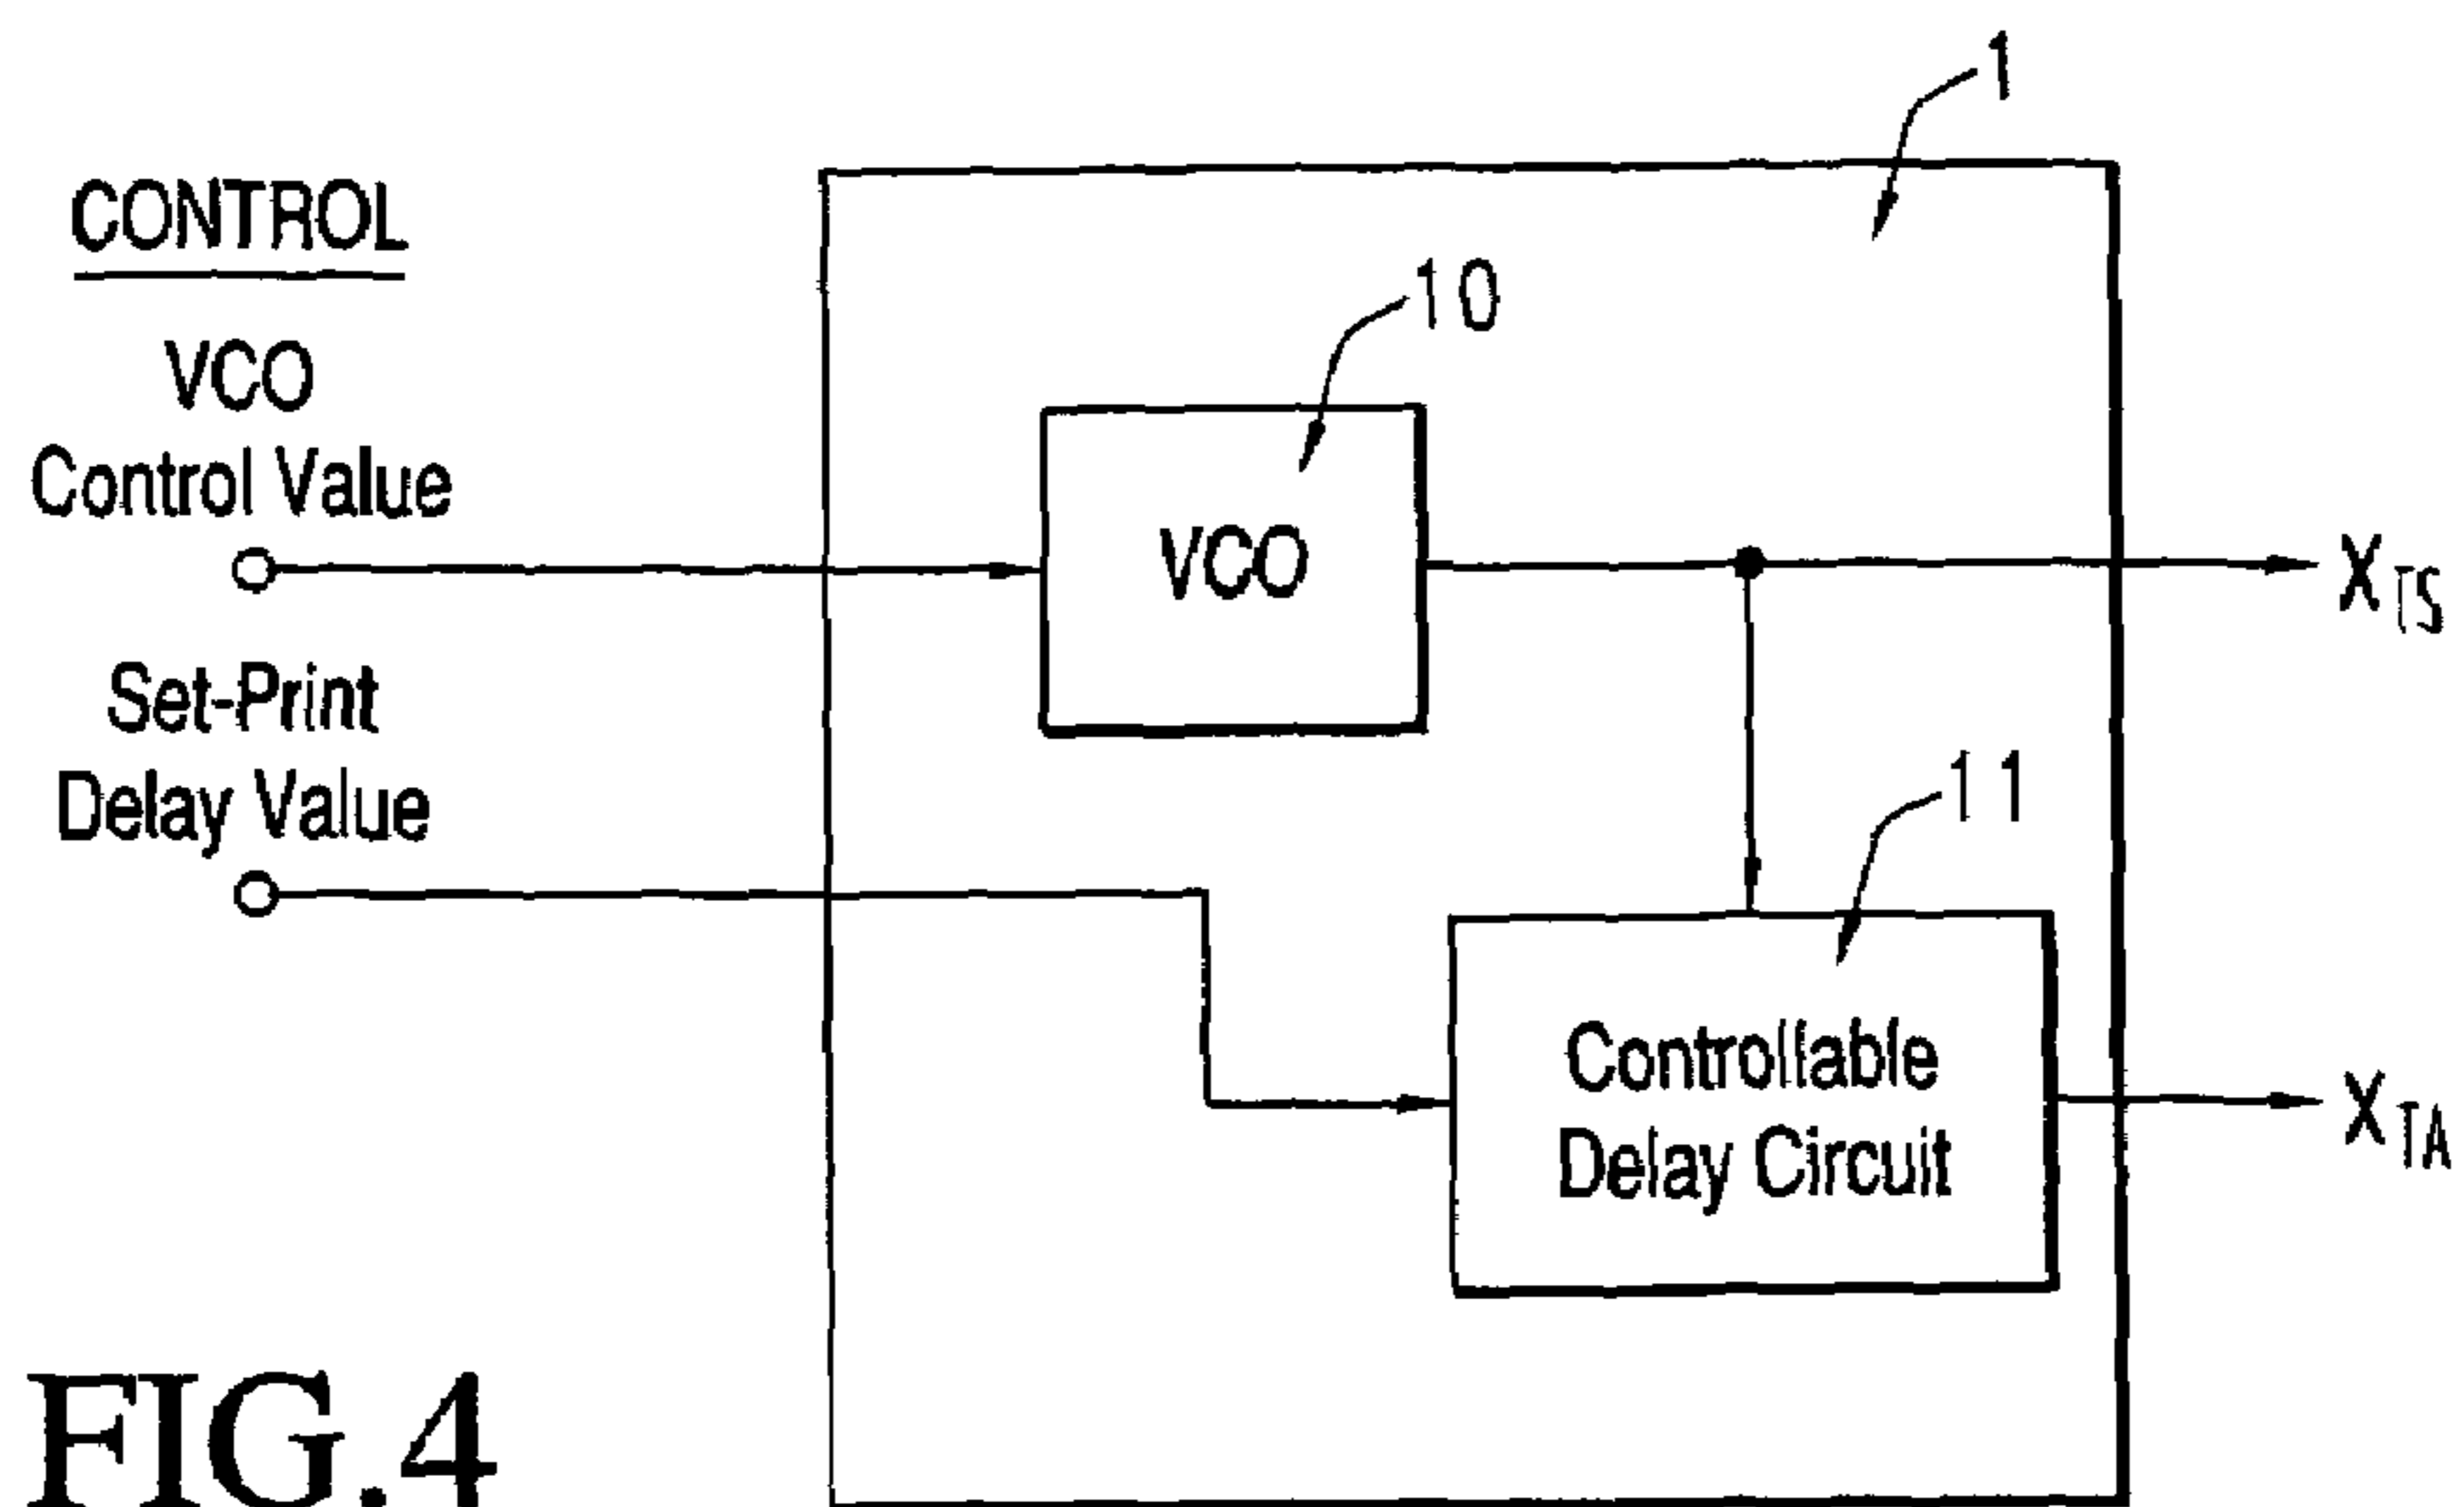 1
CONTROL
10
VCO
Control Value
VCO
X_TS
Set-Print
Delay Value
11
Controllable
Delay Circuit
X_TA
FIG.4